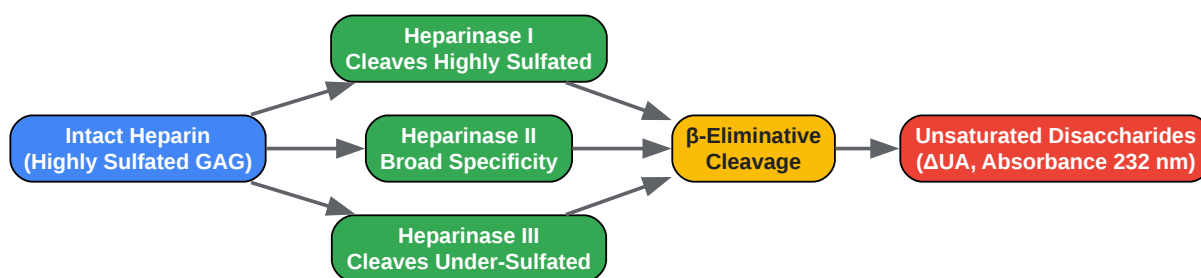 Heparinase I
Cleaves Highly Sulfated
Intact Heparin
(Highly Sulfated GAG)
Heparinase II
Broad Specificity
β-Eliminative
Cleavage
Unsaturated Disaccharides
(ΔUA, Absorbance 232 nm)
Heparinase III
Cleaves Under-Sulfated